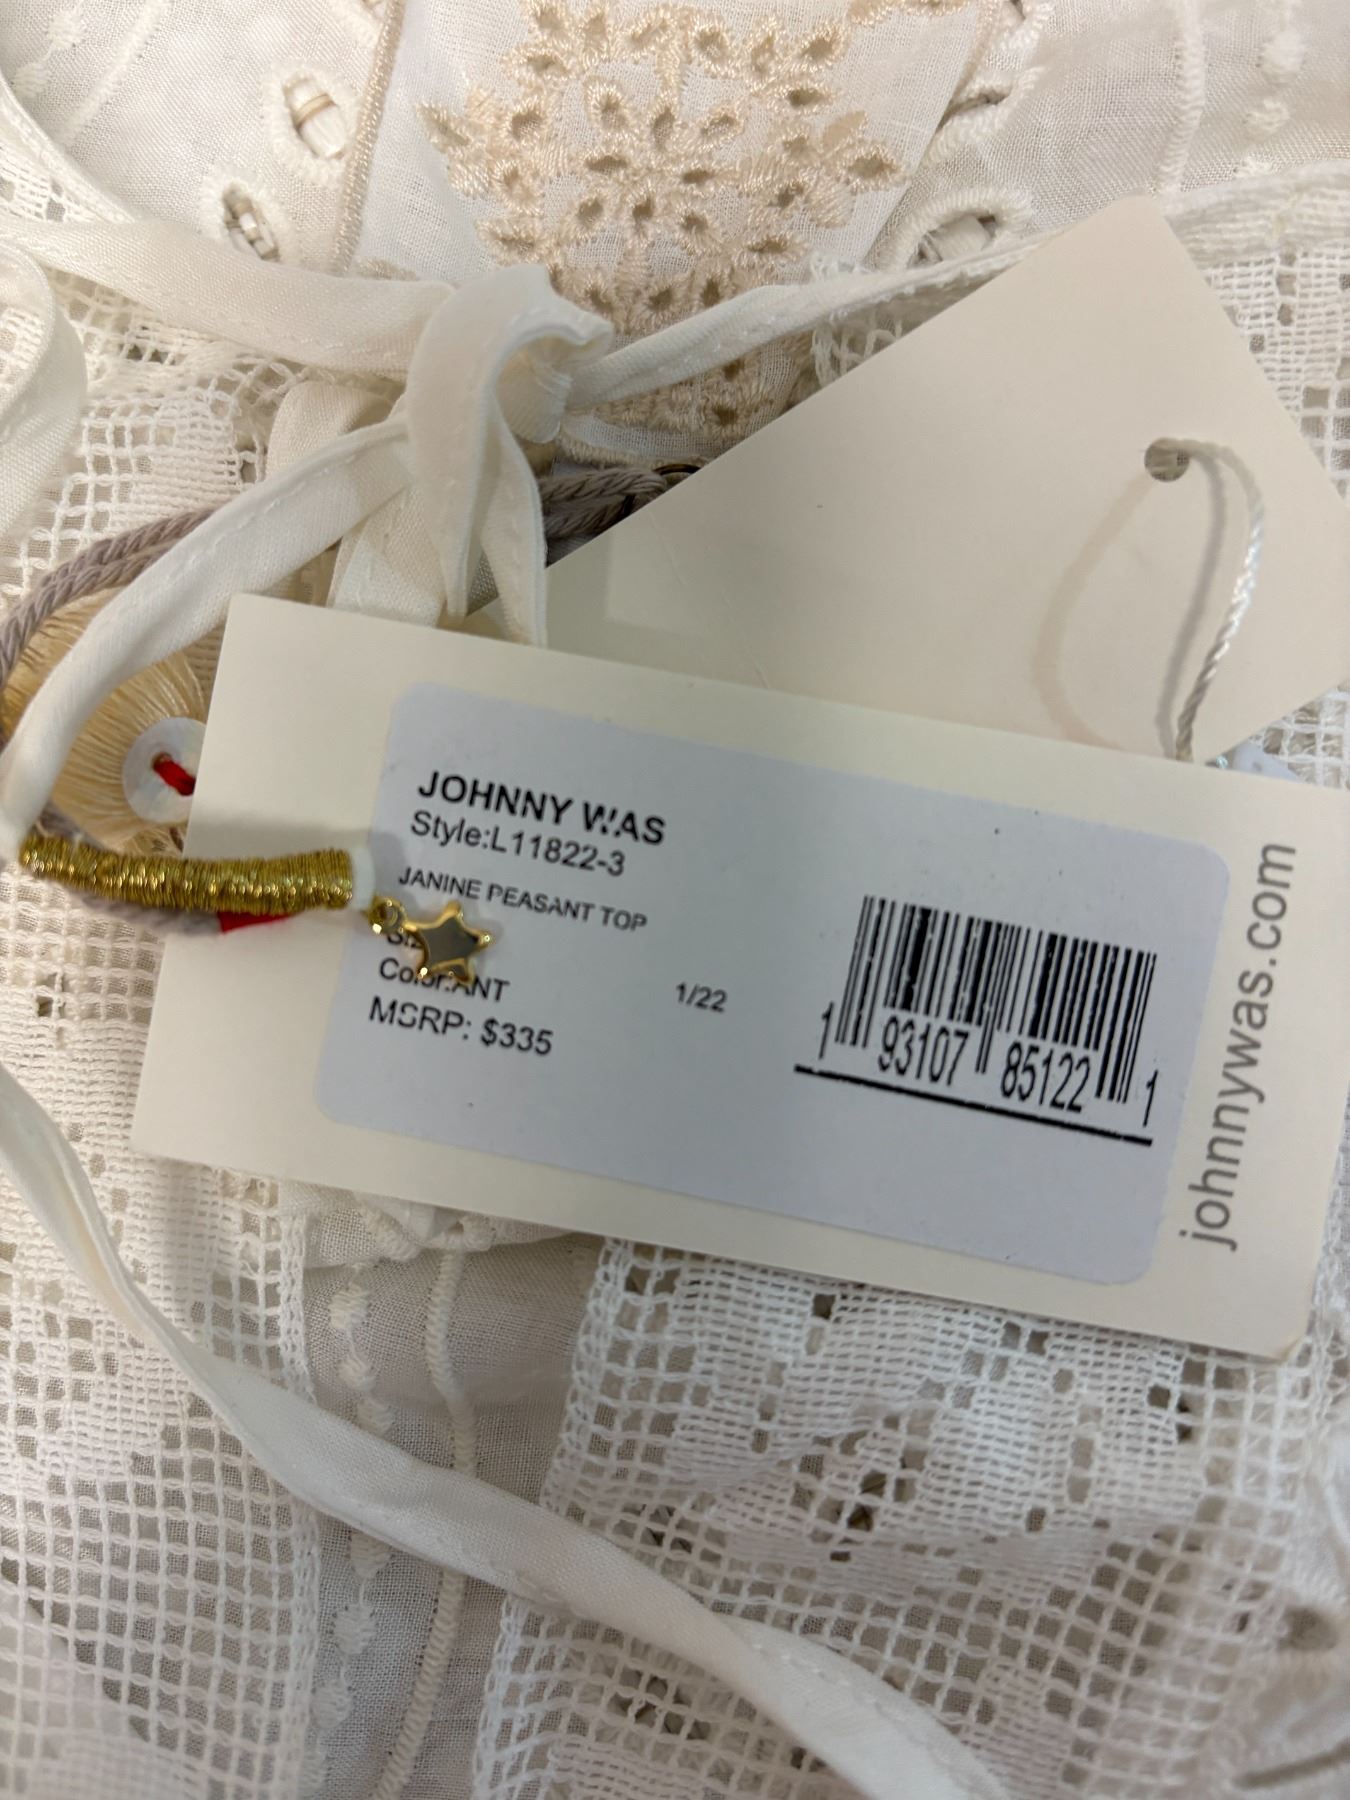 JOHNNY WAS
Style:L11822-3
JANINE PEASANT TOP
Color:ANT
MSRP: $335
1/22
1 93107 85122 1
johnnywas.com